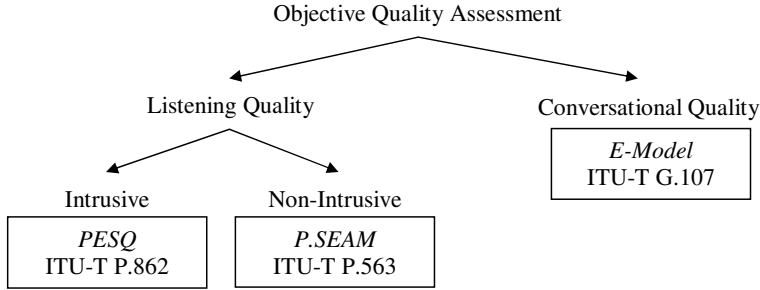 Objective Quality Assessment
Listening Quality
Conversational Quality
E-Model
ITU-T G.107
Intrusive
Non-Intrusive
PESQ
ITU-T P.862
P.SEAM
ITU-T P.563